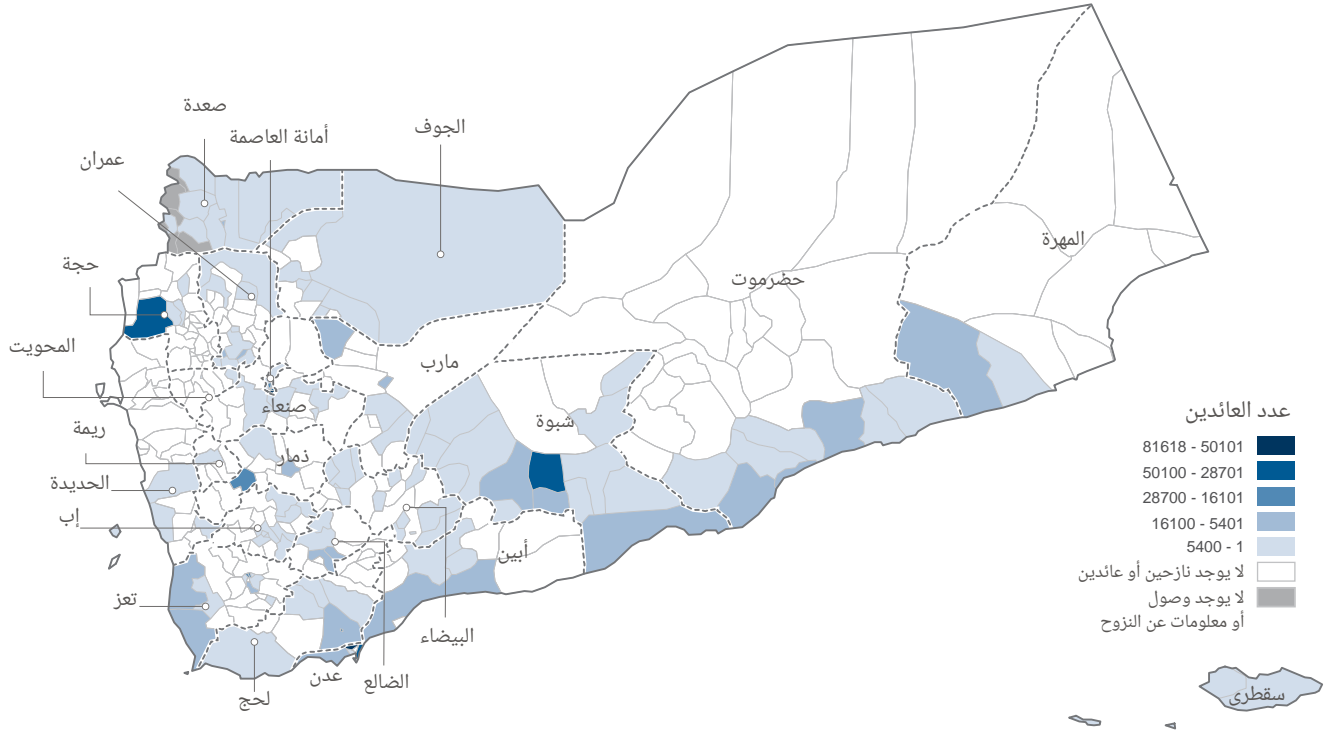 صعدة
أمانة العاصمة
الجوف
عمران
المهرة
حجة
حضرموت
المحويت
مارب
صنعاء
شبوة
ريمة
ذمار
الحديدة
إب
أبين
تعز
البيضاء
الضالع
عدن
لحج
سقطرى
عدد العائدين
81618 - 50101
50100 - 28701
28700 - 16101
16100 - 5401
5400 - 1
لا يوجد نازحين أو عائدين
لا يوجد وصول
أو معلومات عن النزوح